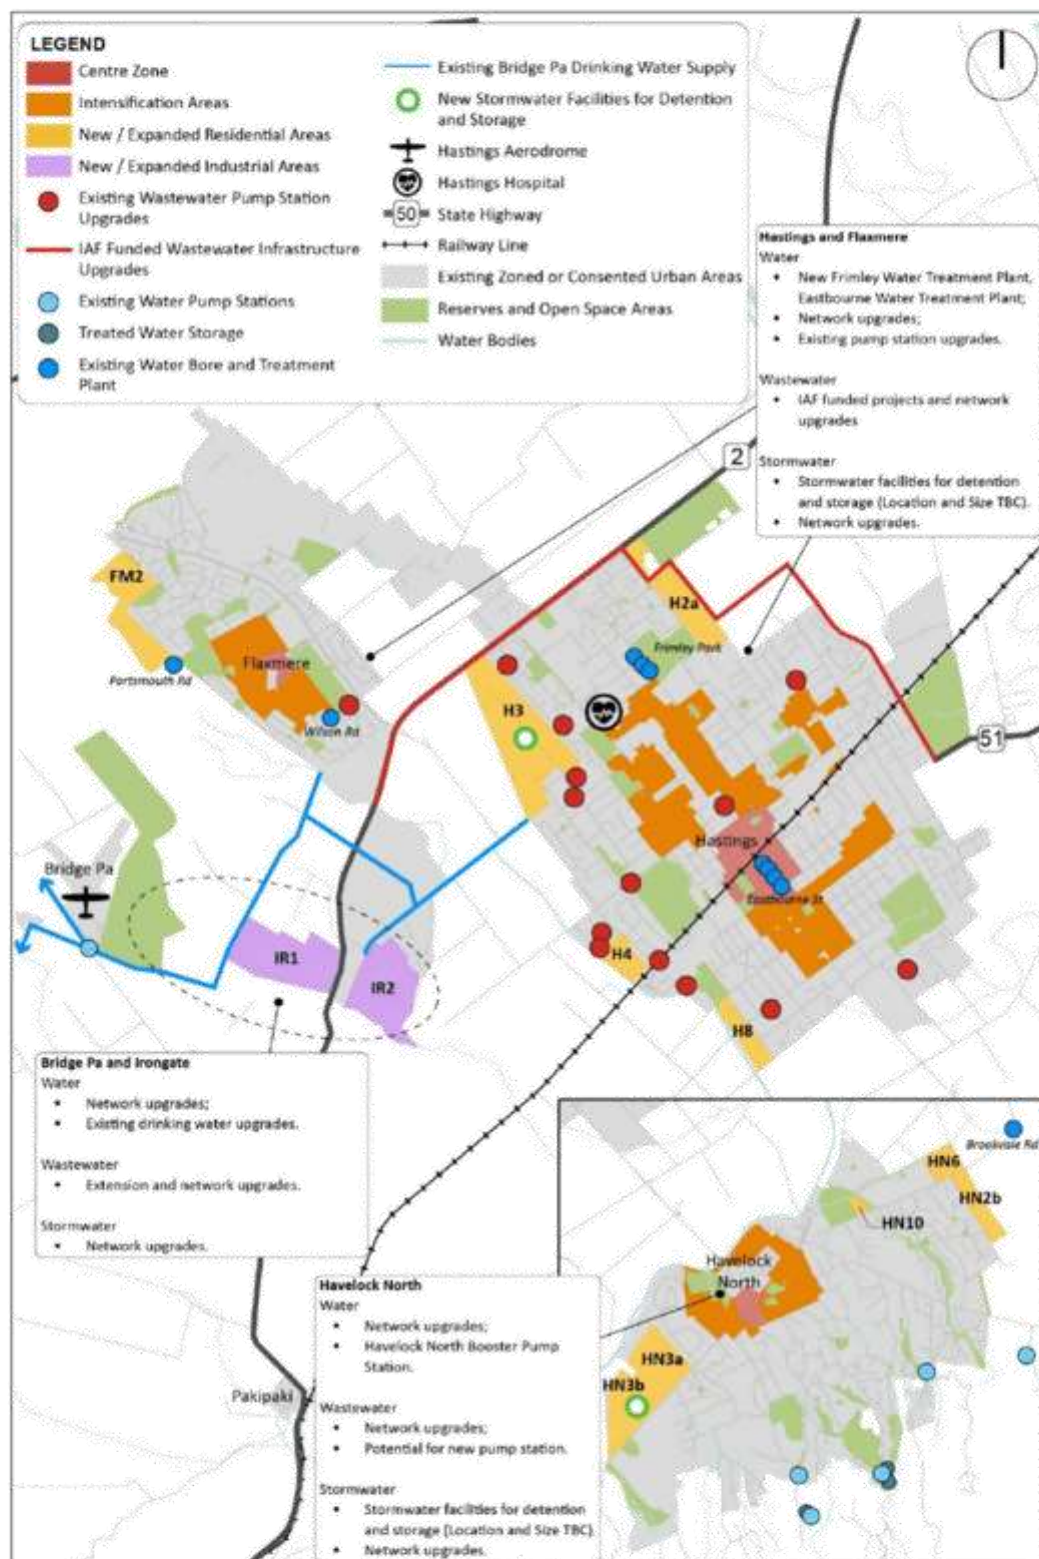 LEGEND
Centre Zone
Intensification Areas
New / Expanded Residential Areas
New / Expanded Industrial Areas
Existing Wastewater Pump Station
Upgrades
IAF Funded Wastewater Infrastructure
Upgrades
Existing Water Pump Stations
Treated Water Storage
Existing Water Bore and Treatment
Plant
Existing Bridge Pa Drinking Water Supply
New Stormwater Facilities for Detention
and Storage
Hastings Aerodrome
Hastings Hospital
50 State Highway
Railway Line
Existing Zoned or Consented Urban Areas
Reserves and Open Space Areas
Water Bodies
Hastings and Flaxmere
Water
• New Frimley Water Treatment Plant,
Eastbourne Water Treatment Plant;
• Network upgrades;
• Existing pump station upgrades.
Wastewater
• IAF funded projects and network
upgrades
Stormwater
• Stormwater facilities for detention
and storage (Location and Size TBC).
• Network upgrades.
2
FM2
Flaxmere
Portsmouth Rd
Wilson Rd
H2a
Frimley Park
H3
51
Hastings
Eastbourne St
Bridge Pa
IR1
IR2
H4
H8
Bridge Pa and Irongate
Water
• Network upgrades;
• Existing drinking water upgrades.
Wastewater
• Extension and network upgrades.
Stormwater
• Network upgrades.
Brookvale Rd
HN6
HN2b
HN10
Havelock
North
HN3a
HN3b
Havelock North
Water
• Network upgrades;
• Havelock North Booster Pump
Station.
Wastewater
• Network upgrades;
• Potential for new pump station.
Stormwater
• Stormwater facilities for detention
and storage (Location and Size TBC)
• Network upgrades.
Pakipaki